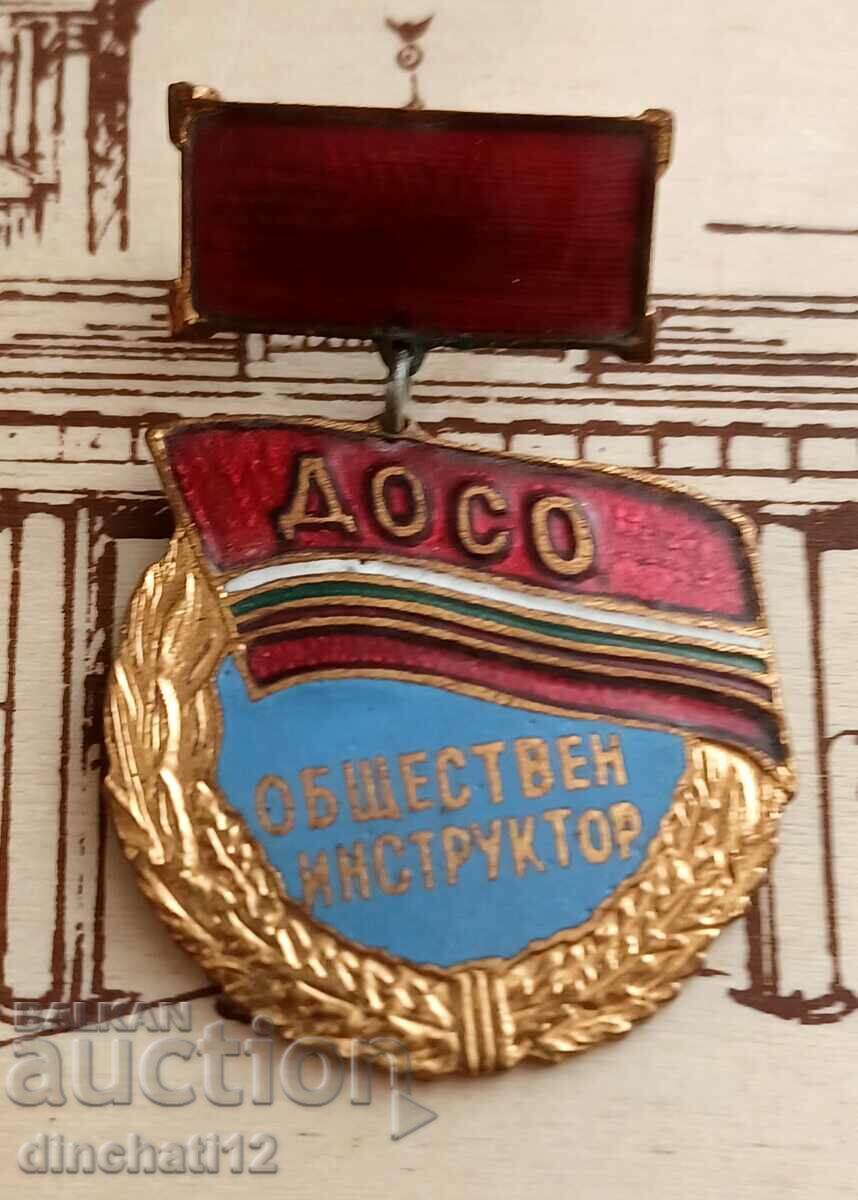 ДОСО
ОБЩЕСТВЕН
ИНСТРУКТОР
BALKAN
auction
dinchati12